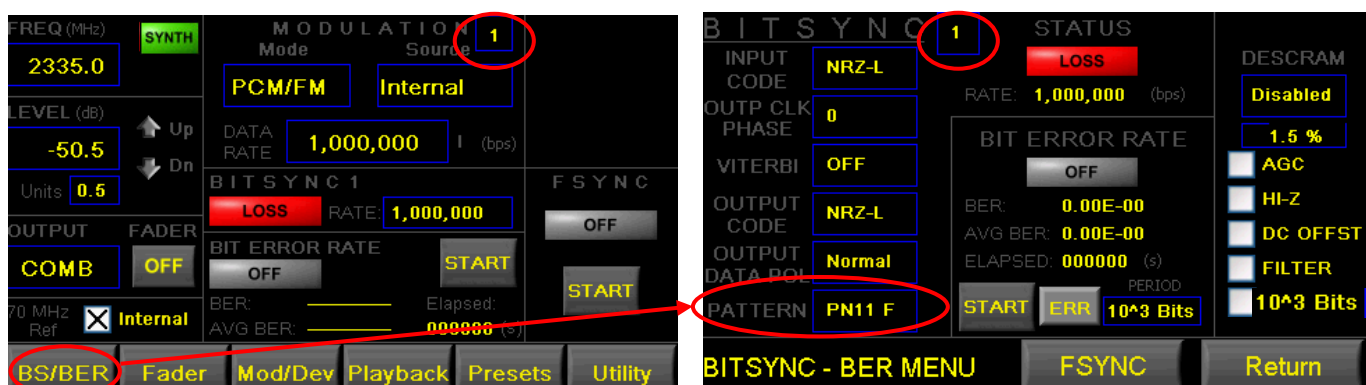 FREQ (MHz)
SYNTH
2335.0
LEVEL (dB)
-50.5
Up
Dn
Units 0.5
OUTPUT
FADER
COMB
OFF
70 MHz
Ref
Internal
MODULATION 1
Mode Source
PCM/FM Internal
DATA
RATE
1,000,000 I (bps)
BITSYNC1
LOSS RATE: 1,000,000
BIT ERROR RATE
OFF
START
BER:
AVG BER:
Elapsed:
000000 (s)
FSYNC
OFF
START
BS/BER Fader Mod/Dev Playback Presets Utility
BITSYNC 1
INPUT
CODE
NRZ-L
OUTP CLK
PHASE
0
VITERBI OFF
OUTPUT
CODE
NRZ-L
OUTPUT
DATA POL
Normal
PATTERN PN11 F
STATUS
LOSS
RATE: 1,000,000 (bps)
BIT ERROR RATE
OFF
BER: 0.00E-00
AVG BER: 0.00E-00
ELAPSED: 000000 (s)
PERIOD
START ERR 10^3 Bits
DESCRAM
Disabled
1.5 %
AGC
HI-Z
DC OFFST
FILTER
10^3 Bits
BITSYNC - BER MENU FSYNC Return